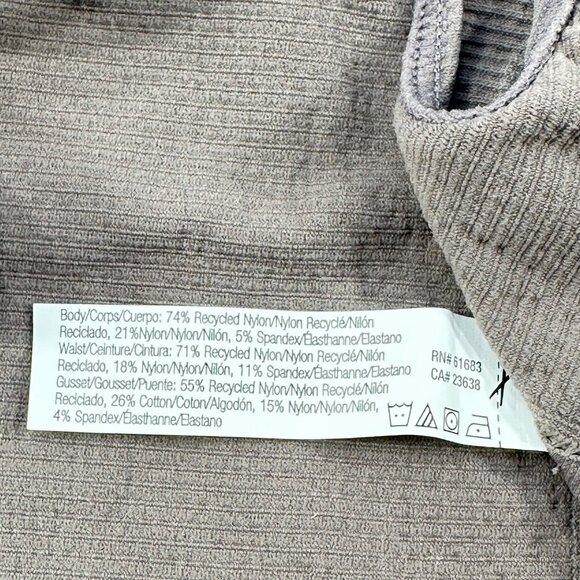 Body/Corps/Cuerpo: 74% Recycled Nylon/Nylon Recyclé/Nilón
Reciclado, 21%Nylon/Nylon/Nilón, 5% Spandex/Élasthanne/Elastano
Waist/Ceinture/Cintura: 71% Recycled Nylon/Nylon Recyclé/Nilón
Reciclado, 18% Nylon/Nylon/Nilón, 11% Spandex/Élasthanne/Elastano
Gusset/Gousset/Puente: 55% Recycled Nylon/Nylon Recyclé/Nilón
Reciclado, 26% Cotton/Coton/Algodón, 15% Nylon/Nylon/Nilón,
4% Spandex/Élasthanne/Elastano
RN# 61683
CA# 23638